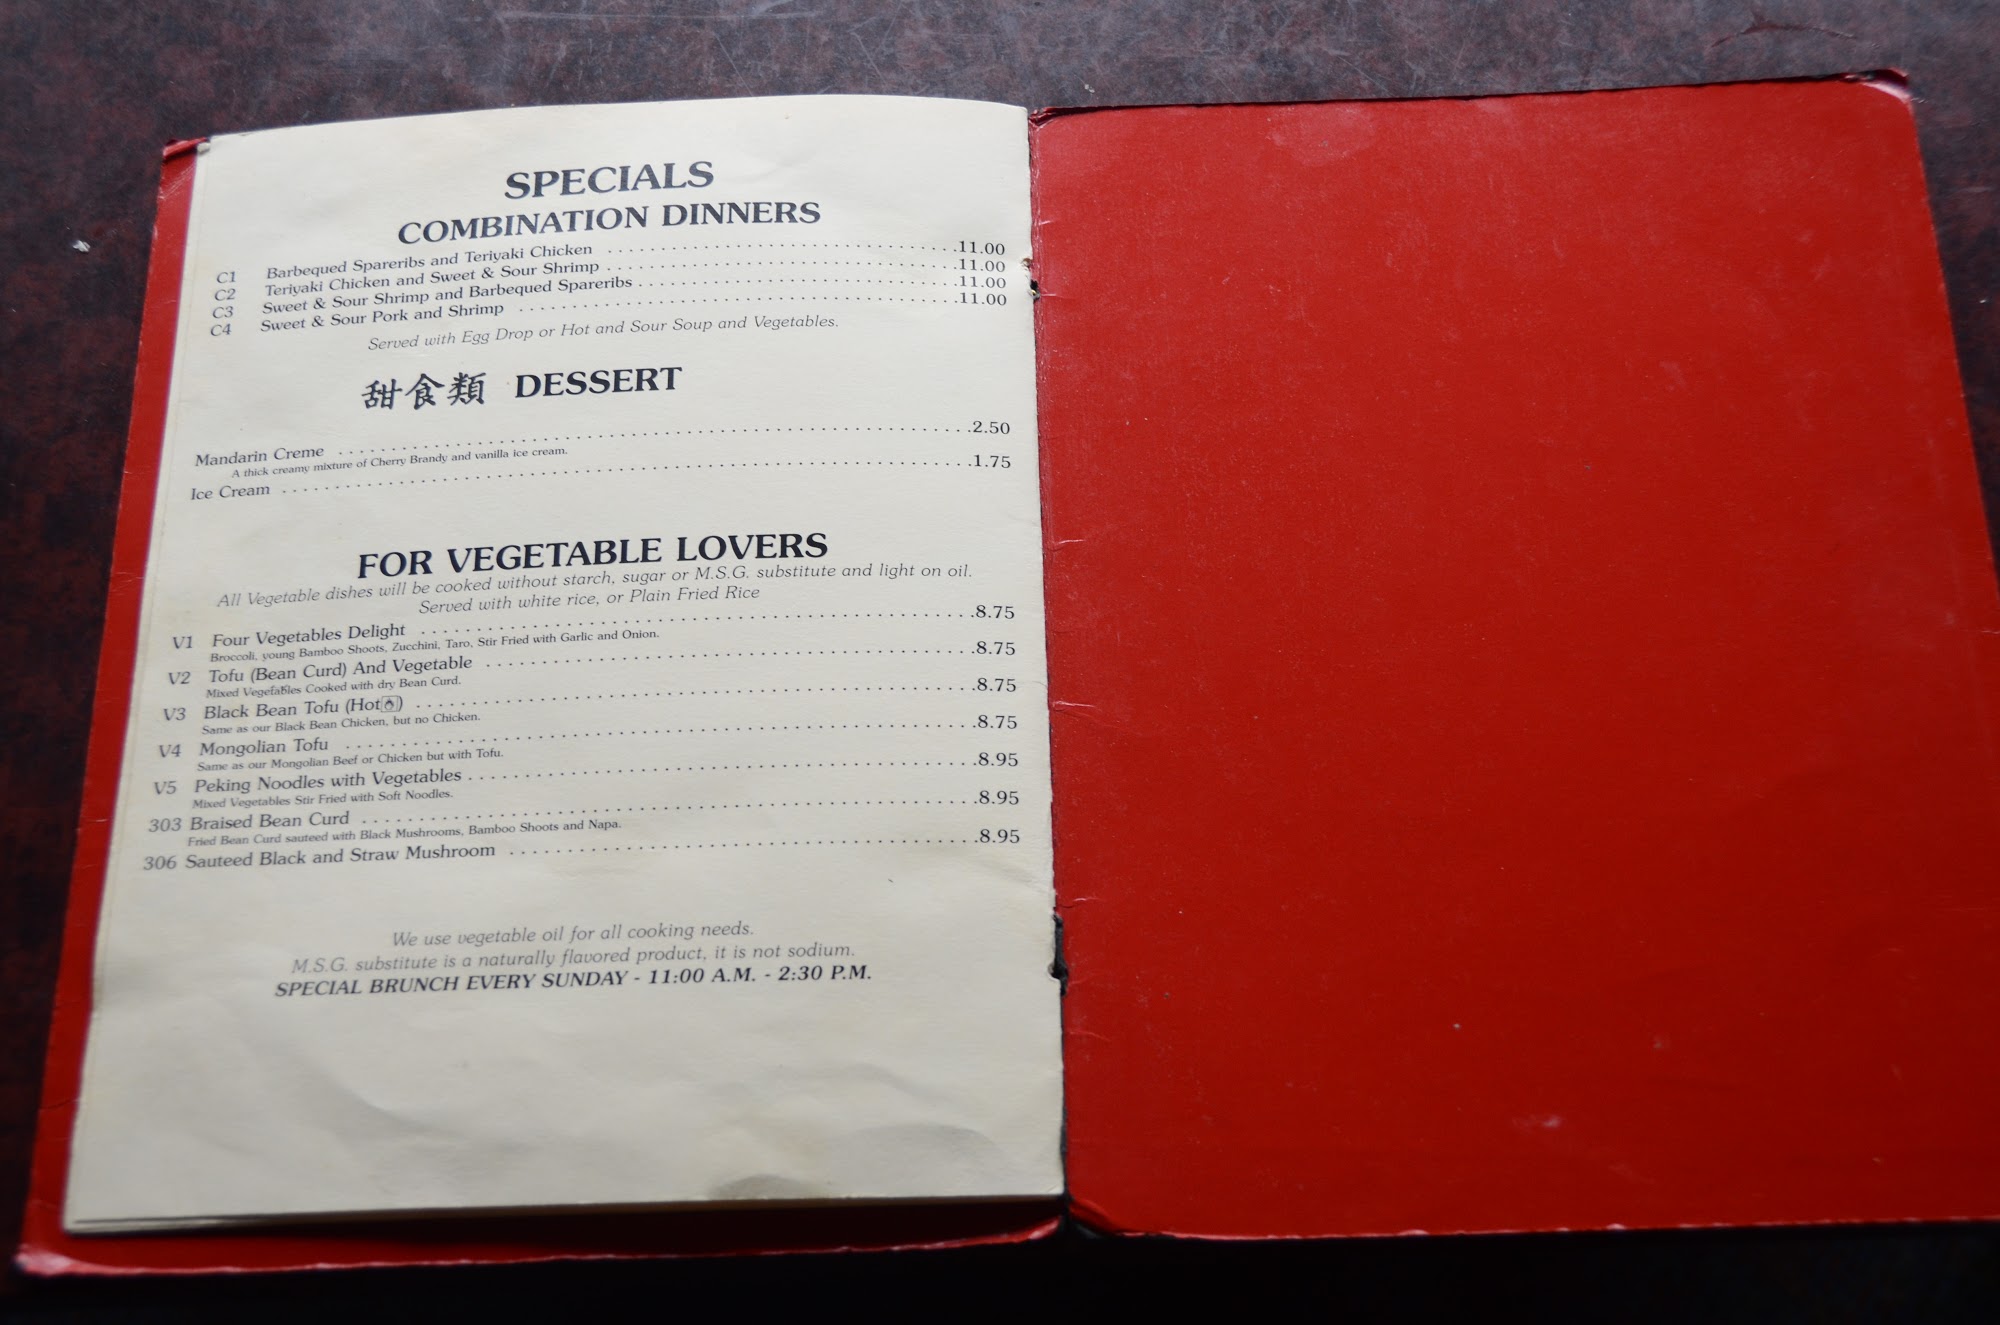 SPECIALS
COMBINATION DINNERS
C1 Barbequed Spareribs and Teriyaki Chicken 11.00
C2 Teriyaki Chicken and Sweet & Sour Shrimp 11.00
C3 Sweet & Sour Shrimp and Barbequed Spareribs 11.00
C4 Sweet & Sour Pork and Shrimp 11.00
Served with Egg Drop or Hot and Sour Soup and Vegetables.
甜食類 DESSERT
Mandarin Creme 2.50
A thick creamy mixture of Cherry Brandy and vanilla ice cream.
Ice Cream 1.75
FOR VEGETABLE LOVERS
All Vegetable dishes will be cooked without starch, sugar or M.S.G. substitute and light on oil.
Served with white rice, or Plain Fried Rice
V1 Four Vegetables Delight 8.75
Broccoli, young Bamboo Shoots, Zucchini, Taro, Stir Fried with Garlic and Onion.
V2 Tofu (Bean Curd) And Vegetable 8.75
Mixed Vegetables Cooked with dry Bean Curd.
V3 Black Bean Tofu (Hot) 8.75
Same as our Black Bean Chicken, but no Chicken.
V4 Mongolian Tofu 8.75
Same as our Mongolian Beef or Chicken but with Tofu.
V5 Peking Noodles with Vegetables 8.95
Mixed Vegetables Stir Fried with Soft Noodles.
303 Braised Bean Curd 8.95
Fried Bean Curd sauteed with Black Mushrooms, Bamboo Shoots and Napa.
306 Sauteed Black and Straw Mushroom 8.95
We use vegetable oil for all cooking needs.
M.S.G. substitute is a naturally flavored product, it is not sodium.
SPECIAL BRUNCH EVERY SUNDAY - 11:00 A.M. - 2:30 P.M.